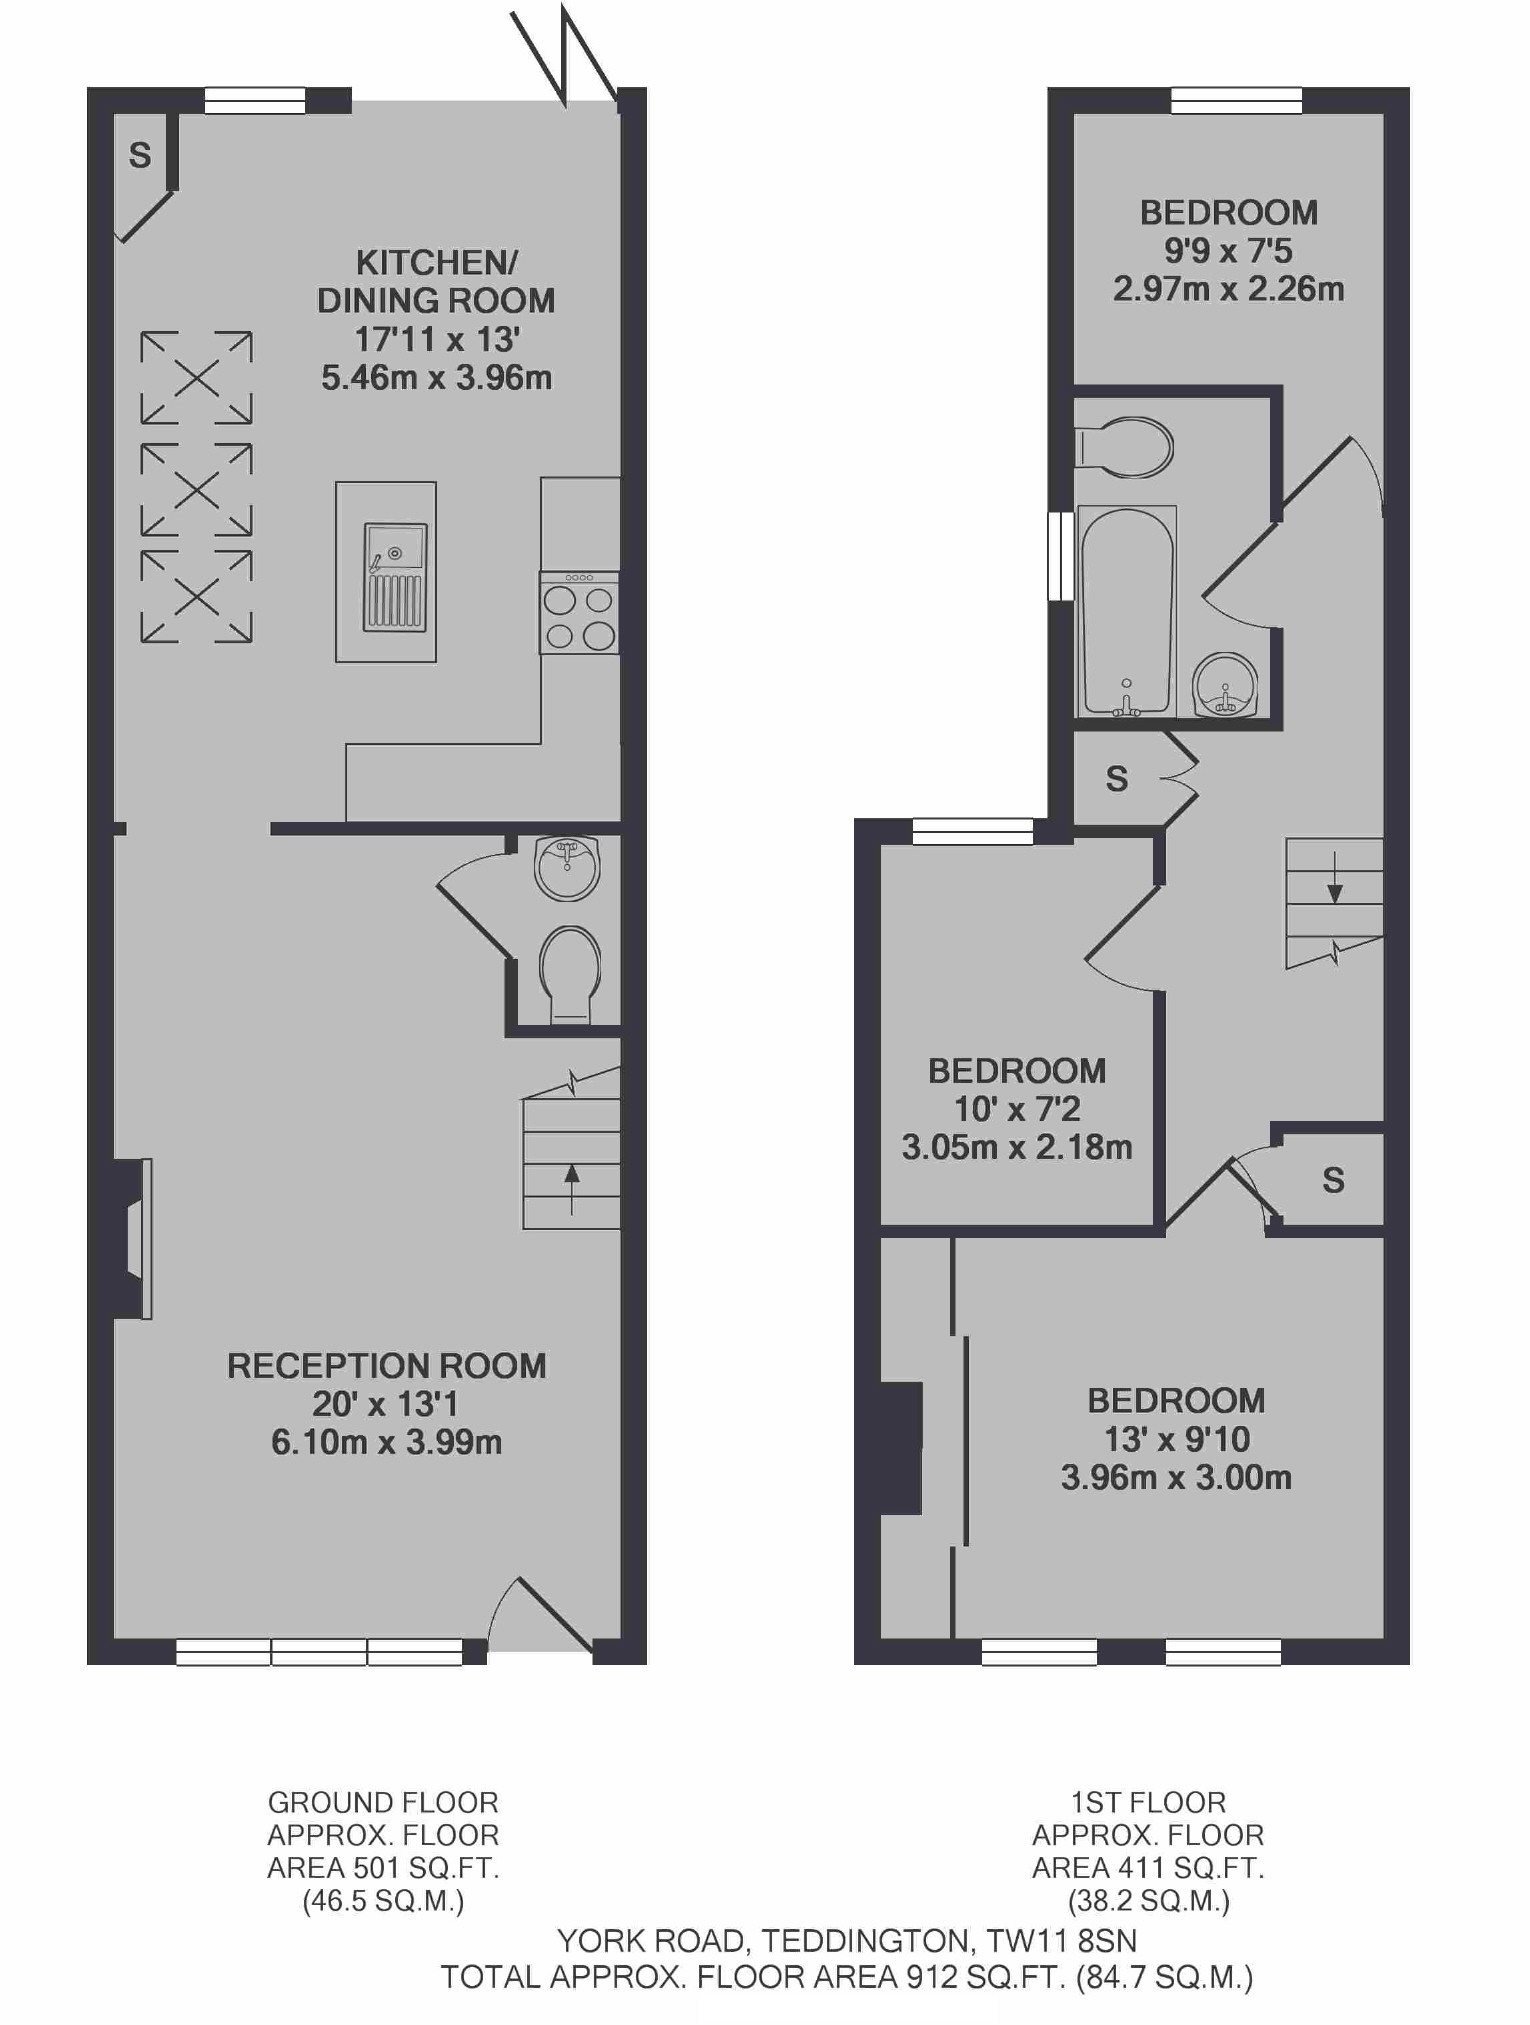 S
KITCHEN/
DINING ROOM
17'11 x 13'
5.46m x 3.96m
RECEPTION ROOM
20' x 13'1
6.10m x 3.99m
BEDROOM
9'9 x 7'5
2.97m x 2.26m
S
BEDROOM
10' x 7'2
3.05m x 2.18m
S
BEDROOM
13' x 9'10
3.96m x 3.00m
GROUND FLOOR
APPROX. FLOOR
AREA 501 SQ.FT.
(46.5 SQ.M.)
1ST FLOOR
APPROX. FLOOR
AREA 411 SQ.FT.
(38.2 SQ.M.)
YORK ROAD, TEDDINGTON, TW11 8SN
TOTAL APPROX. FLOOR AREA 912 SQ.FT. (84.7 SQ.M.)